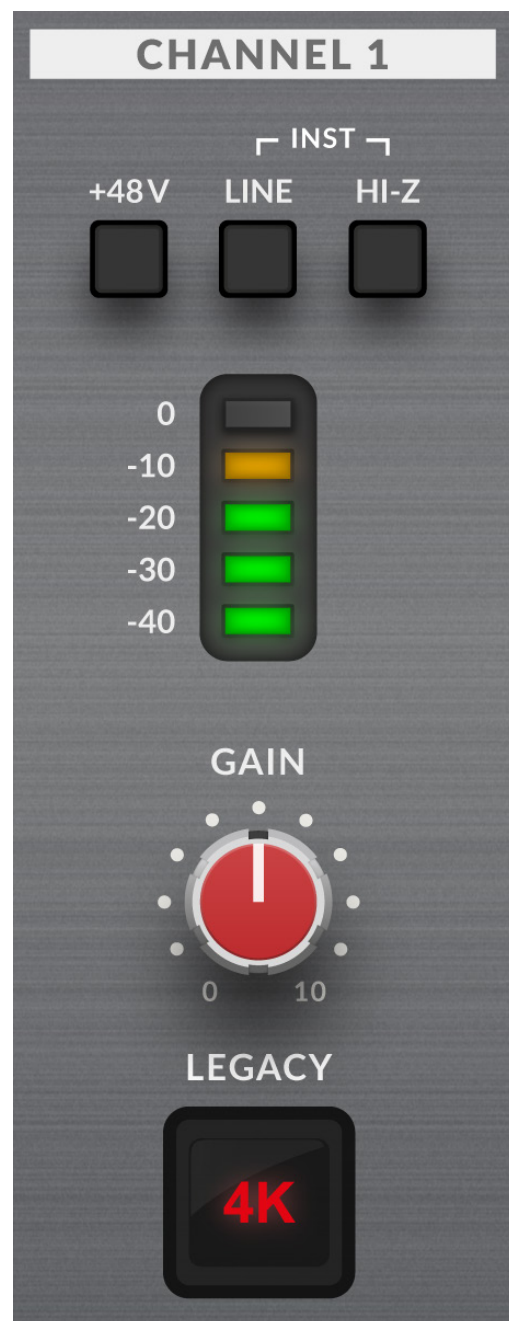 CHANNEL 1
INST
+48V LINE HI-Z
0
-10
-20
-30
-40
GAIN
0 10
LEGACY
4K